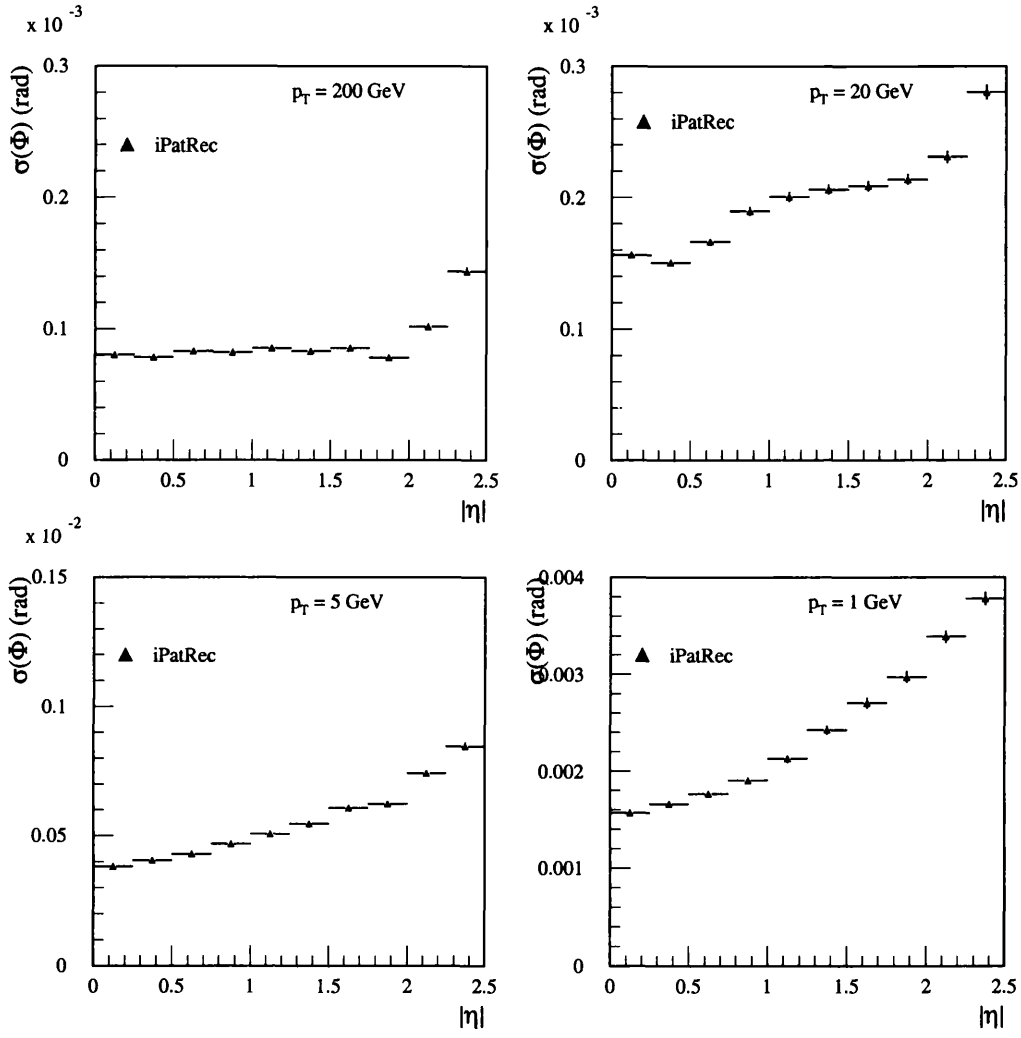 x 10 -3
0.3
0.2
0.1
0
σ(Φ) (rad)
pT = 200 GeV
▲ iPatRec
0 0.5 1 1.5 2 2.5
|η|
x 10 -3
0.3
0.2
0.1
0
σ(Φ) (rad)
pT = 20 GeV
▲ iPatRec
0 0.5 1 1.5 2 2.5
|η|
x 10 -2
0.15
0.1
0.05
0
σ(Φ) (rad)
pT = 5 GeV
▲ iPatRec
0 0.5 1 1.5 2 2.5
|η|
0.004
0.003
0.002
0.001
0
σ(Φ) (rad)
pT = 1 GeV
▲ iPatRec
0 0.5 1 1.5 2 2.5
|η|